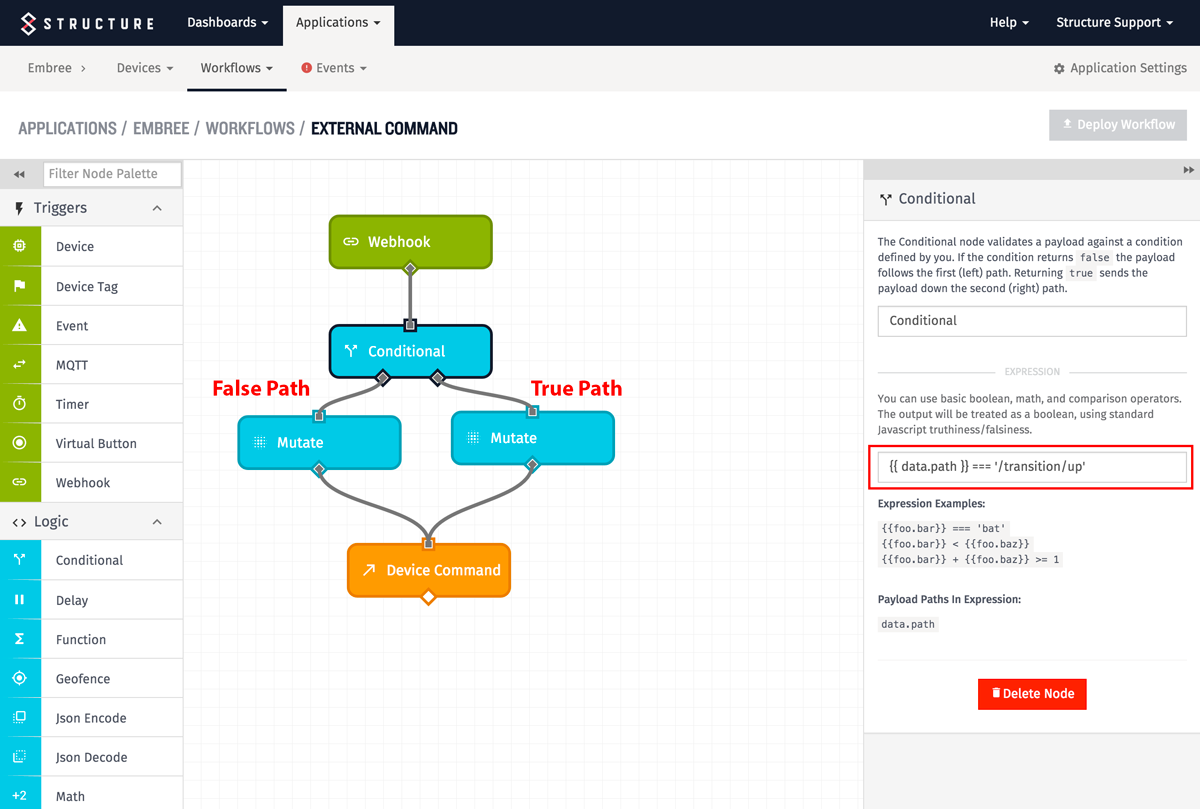 STRUCTURE Dashboards Applications Help Structure Support
Embree Devices Workflows Events Application Settings
APPLICATIONS / EMBREE / WORKFLOWS / EXTERNAL COMMAND Deploy Workflow
Filter Node Palette
Triggers
Device
Device Tag
Event
MQTT
Timer
Virtual Button
Webhook
Logic
Conditional
Delay
Function
Geofence
Json Encode
Json Decode
+2 Math
Webhook
Conditional
False Path True Path
Mutate Mutate
Device Command
Conditional
The Conditional node validates a payload against a condition
defined by you. If the condition returns false the payload
follows the first (left) path. Returning true sends the
payload down the second (right) path.
Conditional
EXPRESSION
You can use basic boolean, math, and comparison operators.
The output will be treated as a boolean, using standard
Javascript truthiness/falsiness.
{{ data.path }} === '/transition/up'
Expression Examples:
{{foo.bar}} === 'bat'
{{foo.bar}} < {{foo.baz}}
{{foo.bar}} + {{foo.baz}} >= 1
Payload Paths In Expression:
data.path
Delete Node